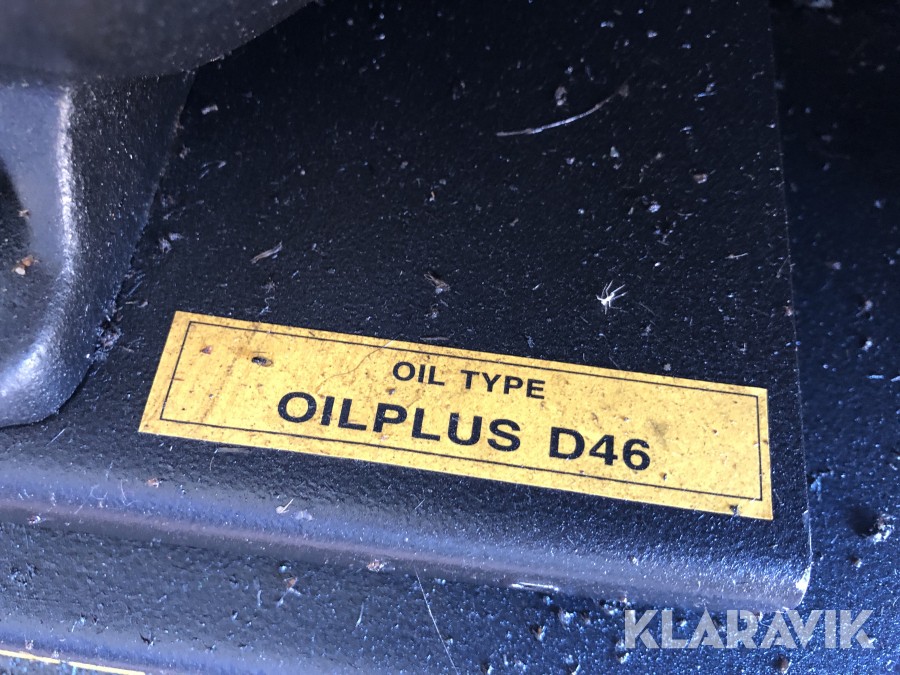 OIL TYPE
OILPLUS D46
KLARAVIK